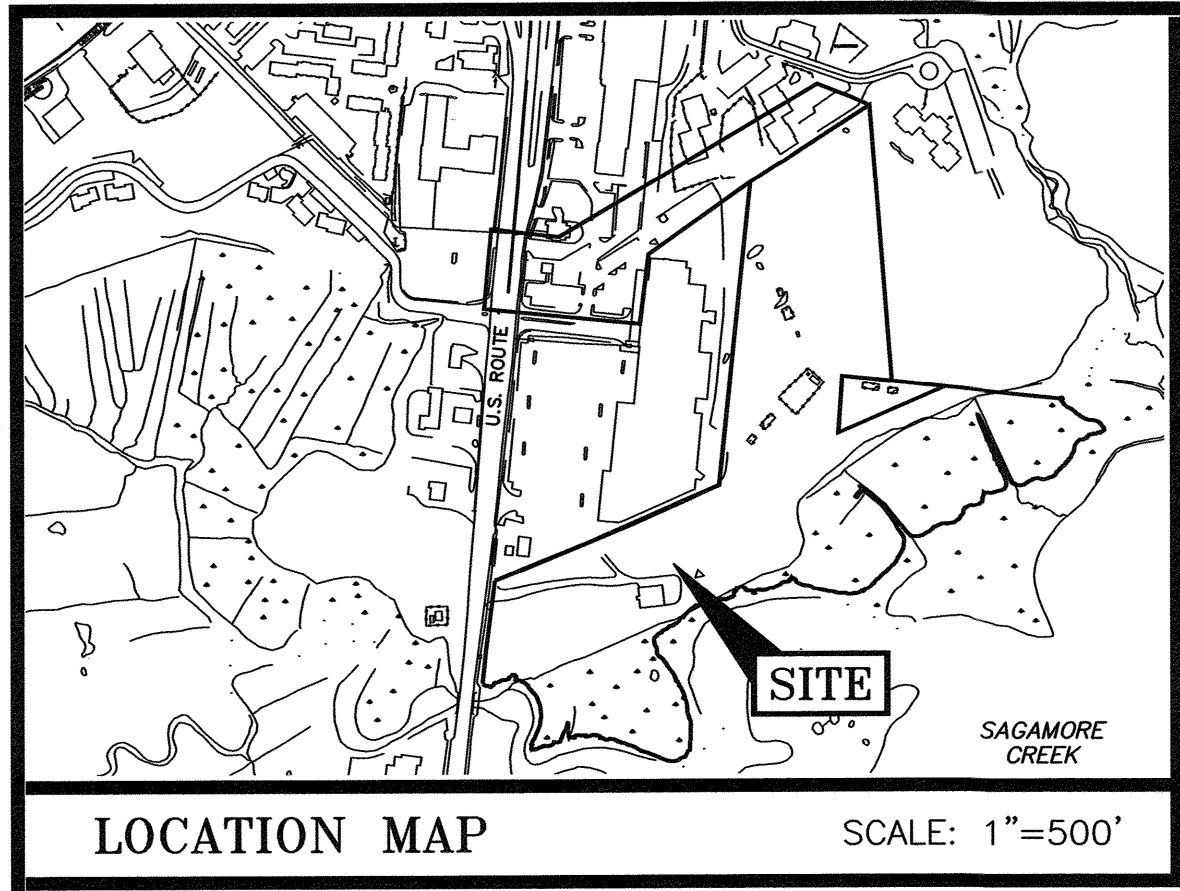 U.S. ROUTE
SITE
SAGAMORE
CREEK
LOCATION MAP
SCALE: 1"=500'